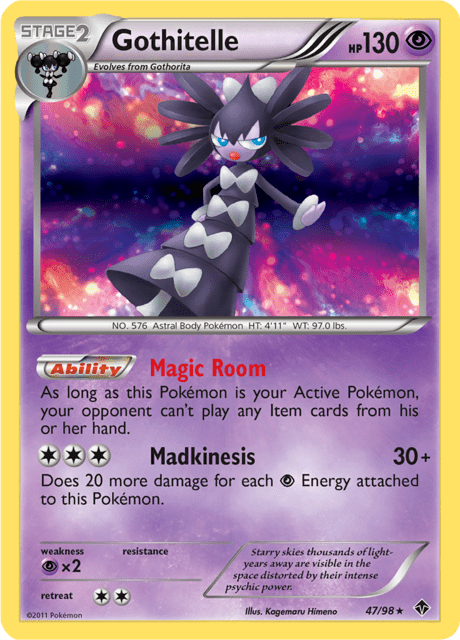 STAGE2 Gothitelle HP130
Evolves from Gothorita
NO. 576 Astral Body Pokémon HT: 4'11" WT: 97.0 lbs.
Ability Magic Room
As long as this Pokémon is your Active Pokémon,
your opponent can't play any Item cards from his
or her hand.
Madkinesis 30+
Does 20 more damage for each Energy attached
to this Pokémon.
weakness resistance
×2
retreat
Starry skies thousands of light-
years away are visible in the
space distorted by their intense
psychic power.
©2011 Pokémon Illus. Kagemaru Himeno 47/98 ★